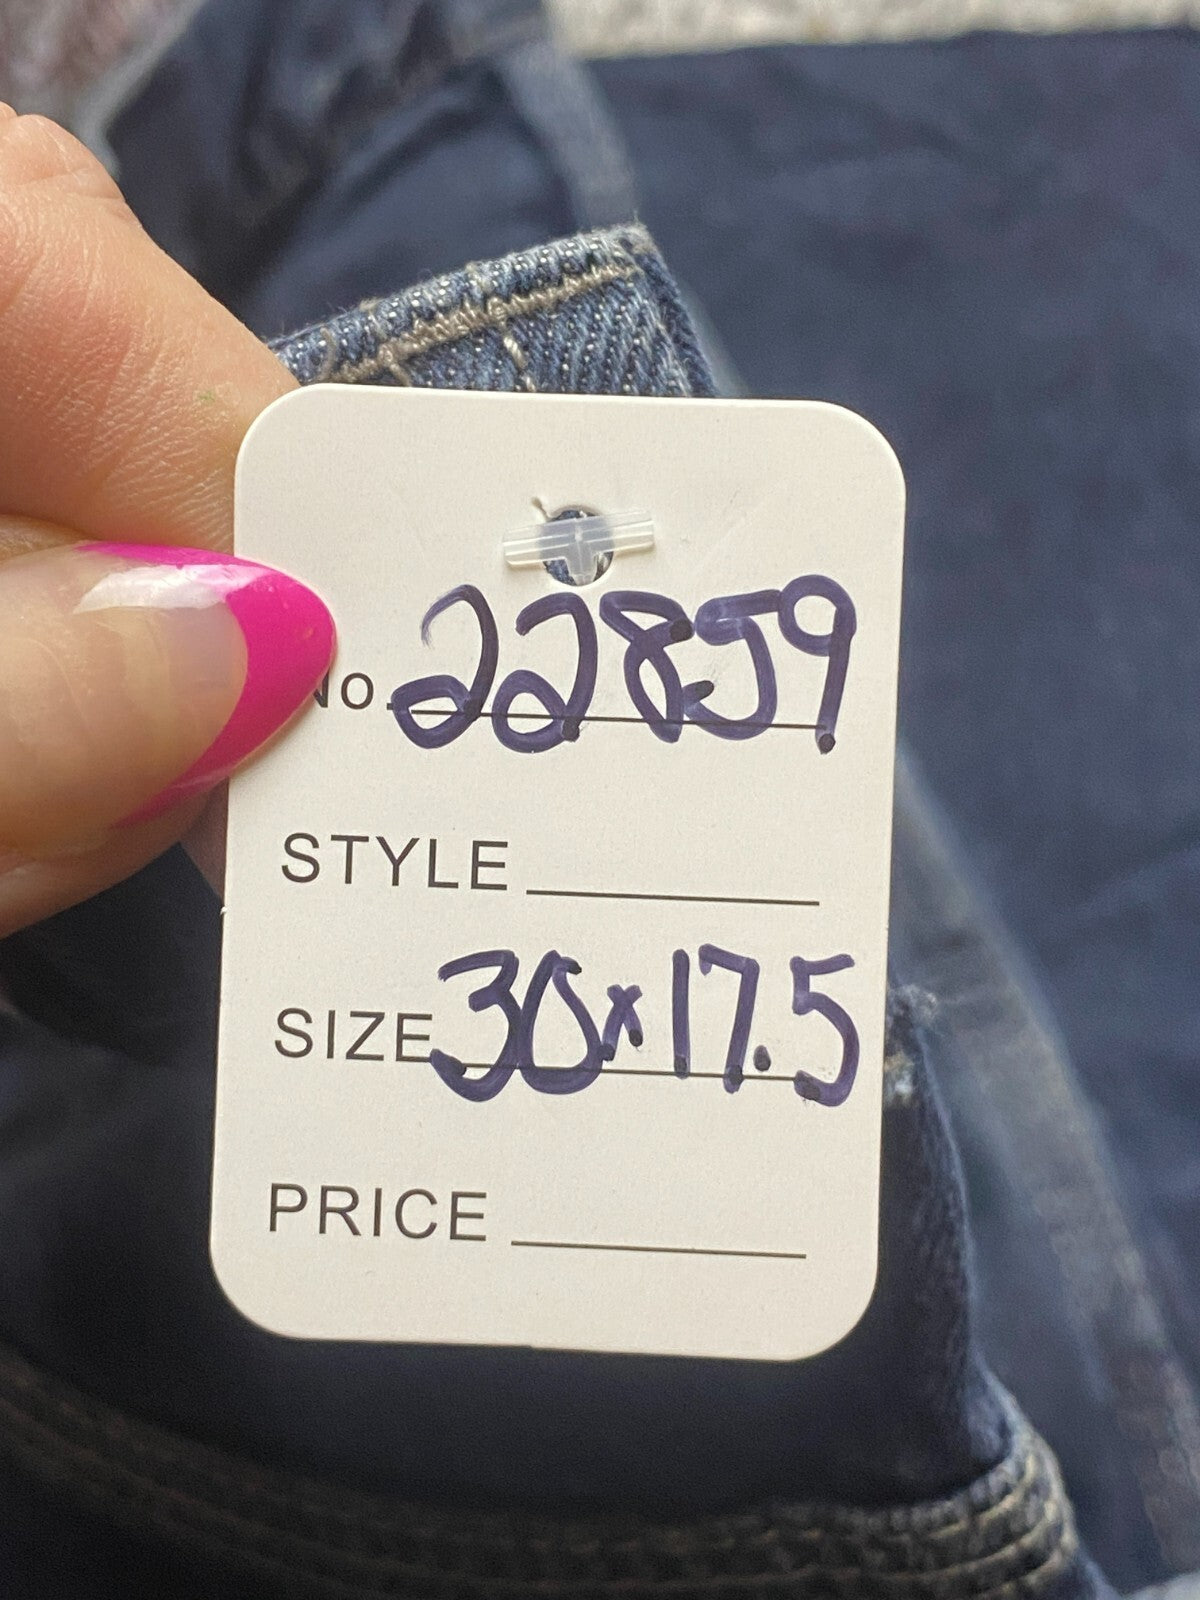 No. 22859
STYLE
SIZE 30x17.5
PRICE